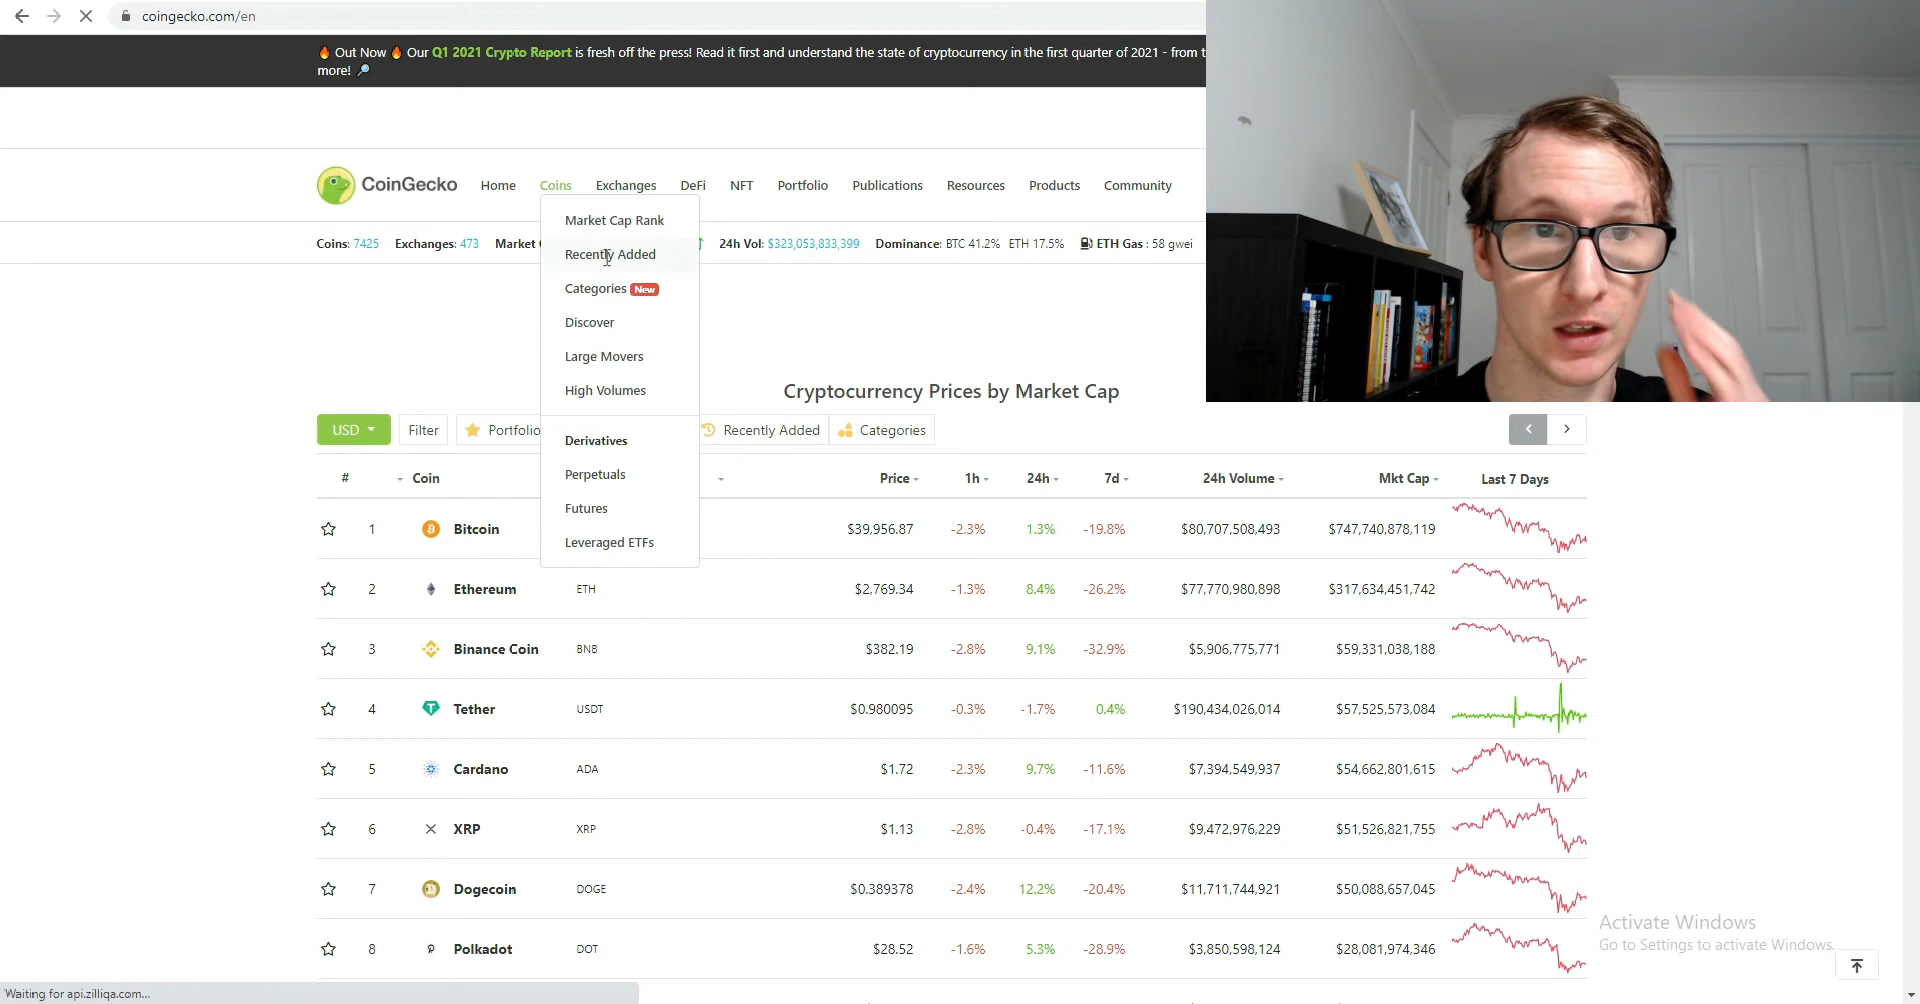 coingecko.com/en
🔥 Out Now 🔥 Our Q1 2021 Crypto Report is fresh off the press! Read it first and understand the state of cryptocurrency in the first quarter of 2021 - from
more! 🔎
CoinGecko Home Coins Exchanges DeFi NFT Portfolio Publications Resources Products Community
Coins: 7425 Exchanges: 473 Market 24h Vol: $323,053,833,399 Dominance: BTC 41.2% ETH 17.5% ETH Gas : 58 gwei
Market Cap Rank
Recently Added
Categories New
Discover
Large Movers
High Volumes
Derivatives
Perpetuals
Futures
Leveraged ETFs
Cryptocurrency Prices by Market Cap
USD Filter Portfolio Recently Added Categories
# Coin Price 1h 24h 7d 24h Volume Mkt Cap Last 7 Days
1 Bitcoin $39,956.87 -2.3% 1.3% -19.8% $80,707,508,493 $747,740,878,119
2 Ethereum ETH $2,769.34 -1.3% 8.4% -26.2% $77,770,980,898 $317,634,451,742
3 Binance Coin BNB $382.19 -2.8% 9.1% -32.9% $5,906,775,771 $59,331,038,188
4 Tether USDT $0.980095 -0.3% -1.7% 0.4% $190,434,026,014 $57,525,573,084
5 Cardano ADA $1.72 -2.3% 9.7% -11.6% $7,394,549,937 $54,662,801,615
6 XRP XRP $1.13 -2.8% -0.4% -17.1% $9,472,976,229 $51,526,821,755
7 Dogecoin DOGE $0.389378 -2.4% 12.2% -20.4% $11,711,744,921 $50,088,657,045
8 Polkadot DOT $28.52 -1.6% 5.3% -28.9% $3,850,598,124 $28,081,974,346
Activate Windows
Go to Settings to activate Windows.
Waiting for api.zilliqa.com...